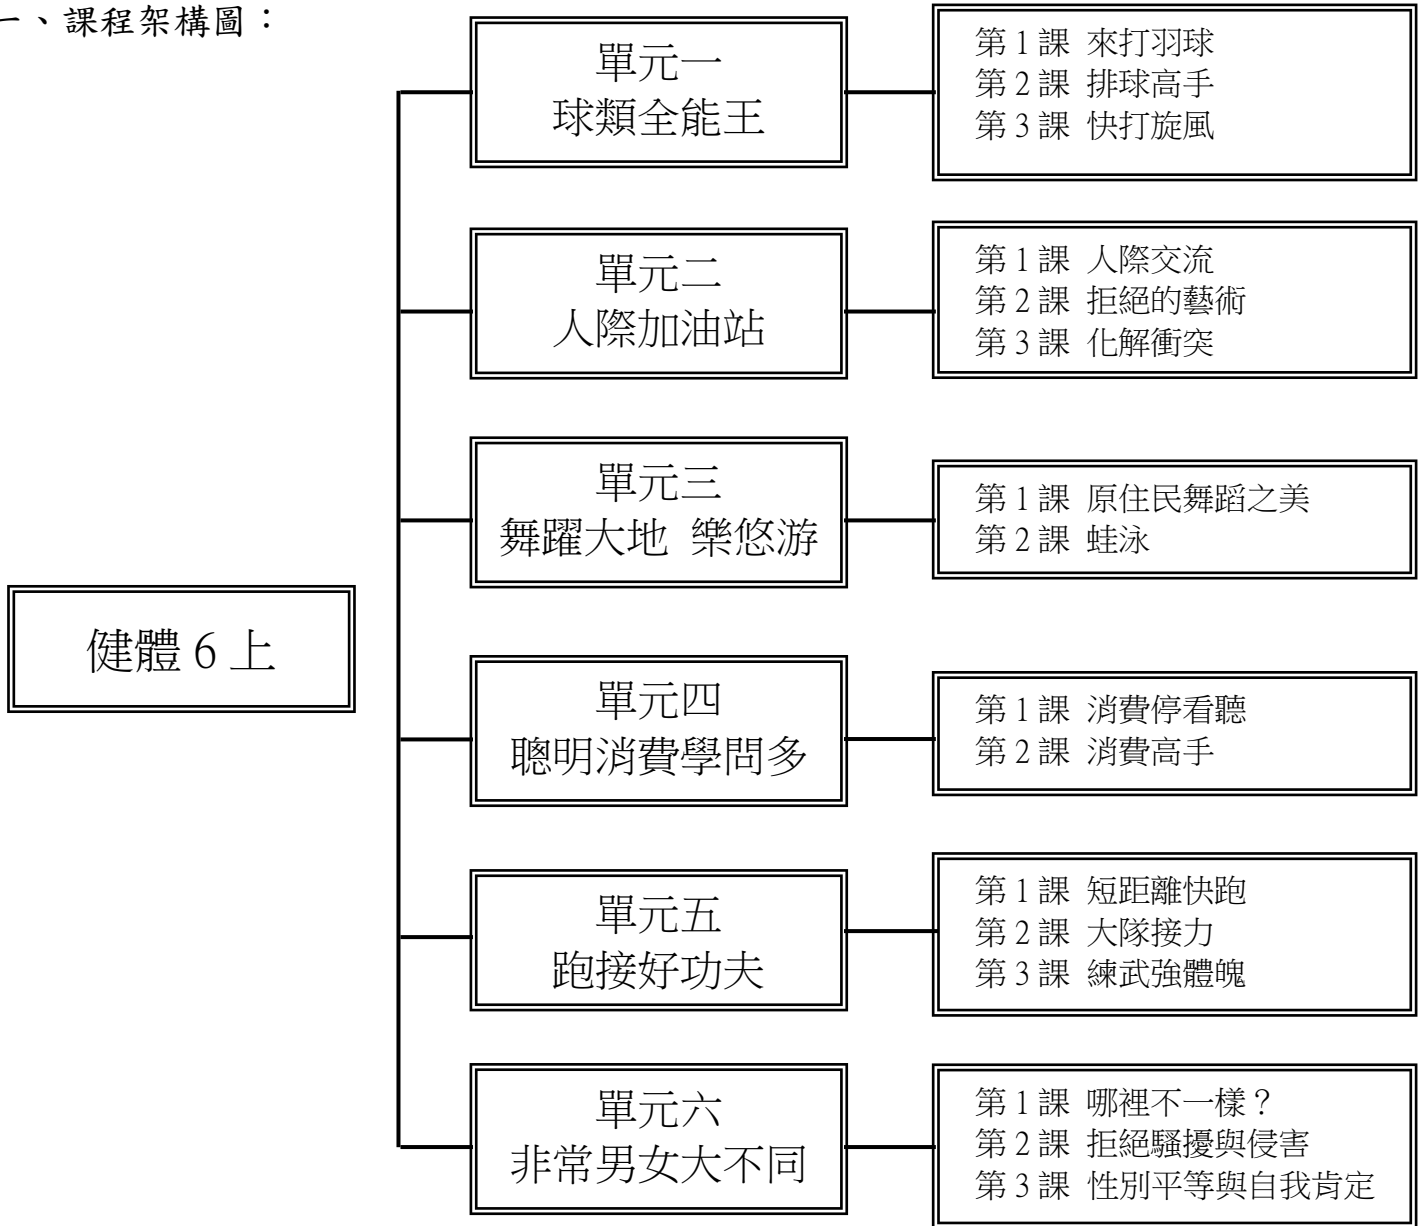 一、課程架構圖：
健體 6 上
單元一
球類全能王
第 1 課 來打羽球
第 2 課 排球高手
第 3 課 快打旋風
單元二
人際加油站
第 1 課 人際交流
第 2 課 拒絕的藝術
第 3 課 化解衝突
單元三
舞躍大地 樂悠游
第 1 課 原住民舞蹈之美
第 2 課 蛙泳
單元四
聰明消費學問多
第 1 課 消費停看聽
第 2 課 消費高手
單元五
跑接好功夫
第 1 課 短距離快跑
第 2 課 大隊接力
第 3 課 練武強體魄
單元六
非常男女大不同
第 1 課 哪裡不一樣？
第 2 課 拒絕騷擾與侵害
第 3 課 性別平等與自我肯定